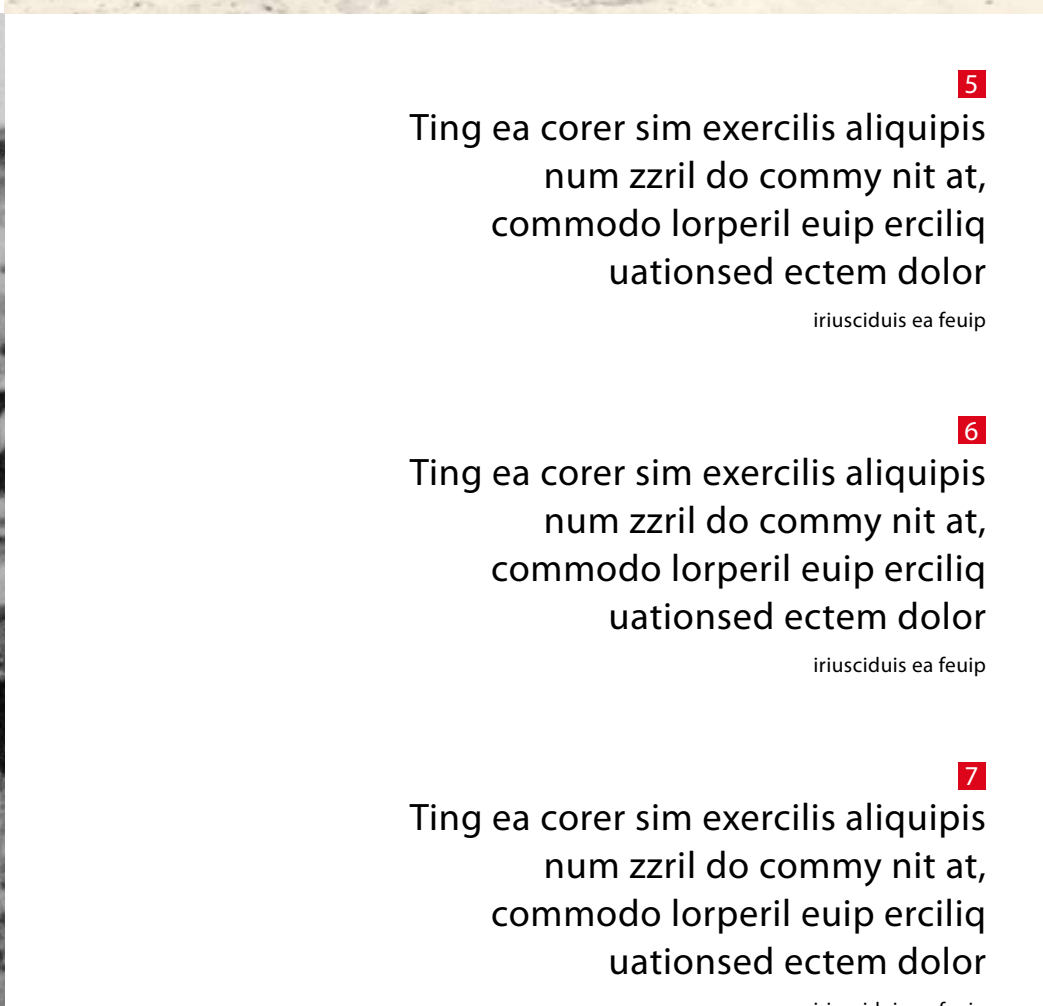 5
Ting ea corer sim exercilis aliquipis
num zzril do commy nit at,
commodo lorperil euip erciliq
uationsed ectem dolor
iriusciduis ea feuip
6
Ting ea corer sim exercilis aliquipis
num zzril do commy nit at,
commodo lorperil euip erciliq
uationsed ectem dolor
iriusciduis ea feuip
7
Ting ea corer sim exercilis aliquipis
num zzril do commy nit at,
commodo lorperil euip erciliq
uationsed ectem dolor